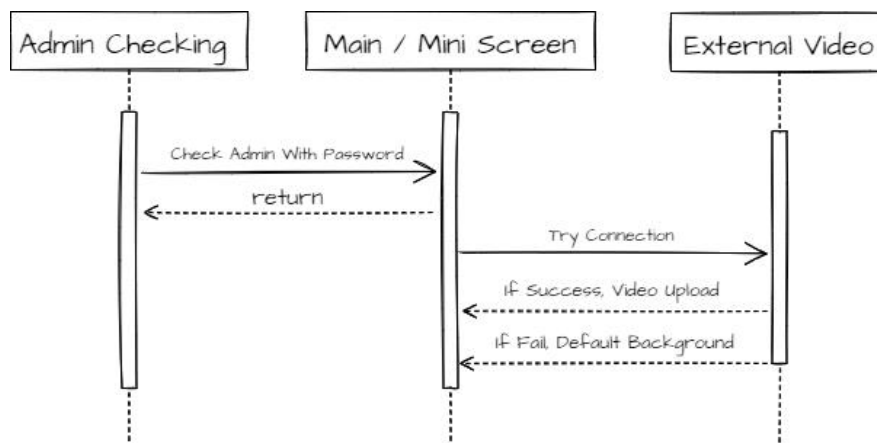 Admin Checking
Main / Mini Screen
External Video
Check Admin With Password
return
Try Connection
If Success, Video Upload
If Fail, Default Background